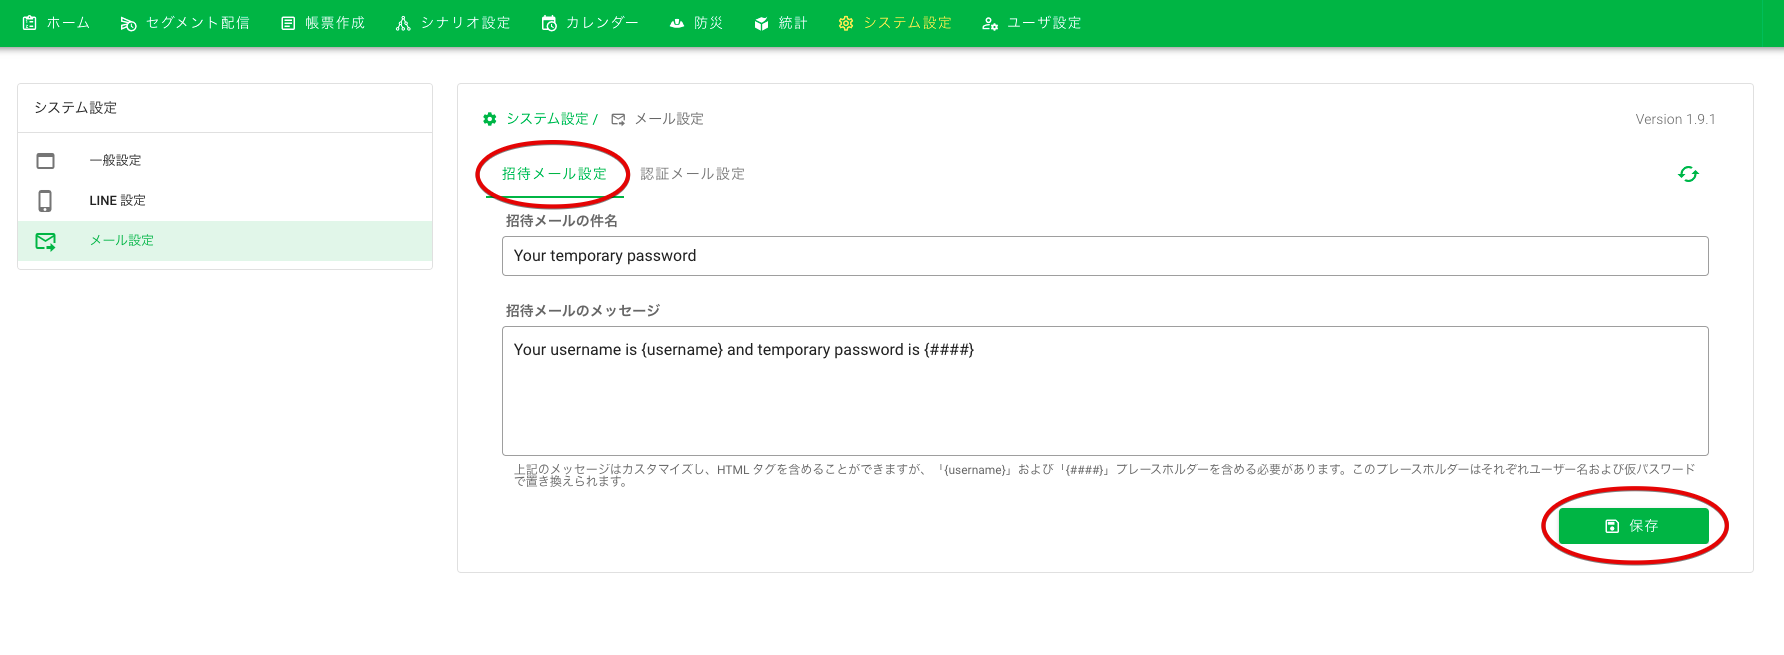 ホーム セグメント配信 帳票作成 シナリオ設定 カレンダー 防災 統計 システム設定 ユーザ設定
システム設定
一般設定
LINE 設定
メール設定
システム設定 / メール設定
Version 1.9.1
招待メール設定 認証メール設定
招待メールの件名
Your temporary password
招待メールのメッセージ
Your username is {username} and temporary password is {####}
上記のメッセージはカスタマイズし、HTML タグを含めることができますが、「{username}」および「{####}」プレースホルダーを含める必要があります。このプレースホルダーはそれぞれユーザー名および仮パスワード
で置き換えられます。
保存